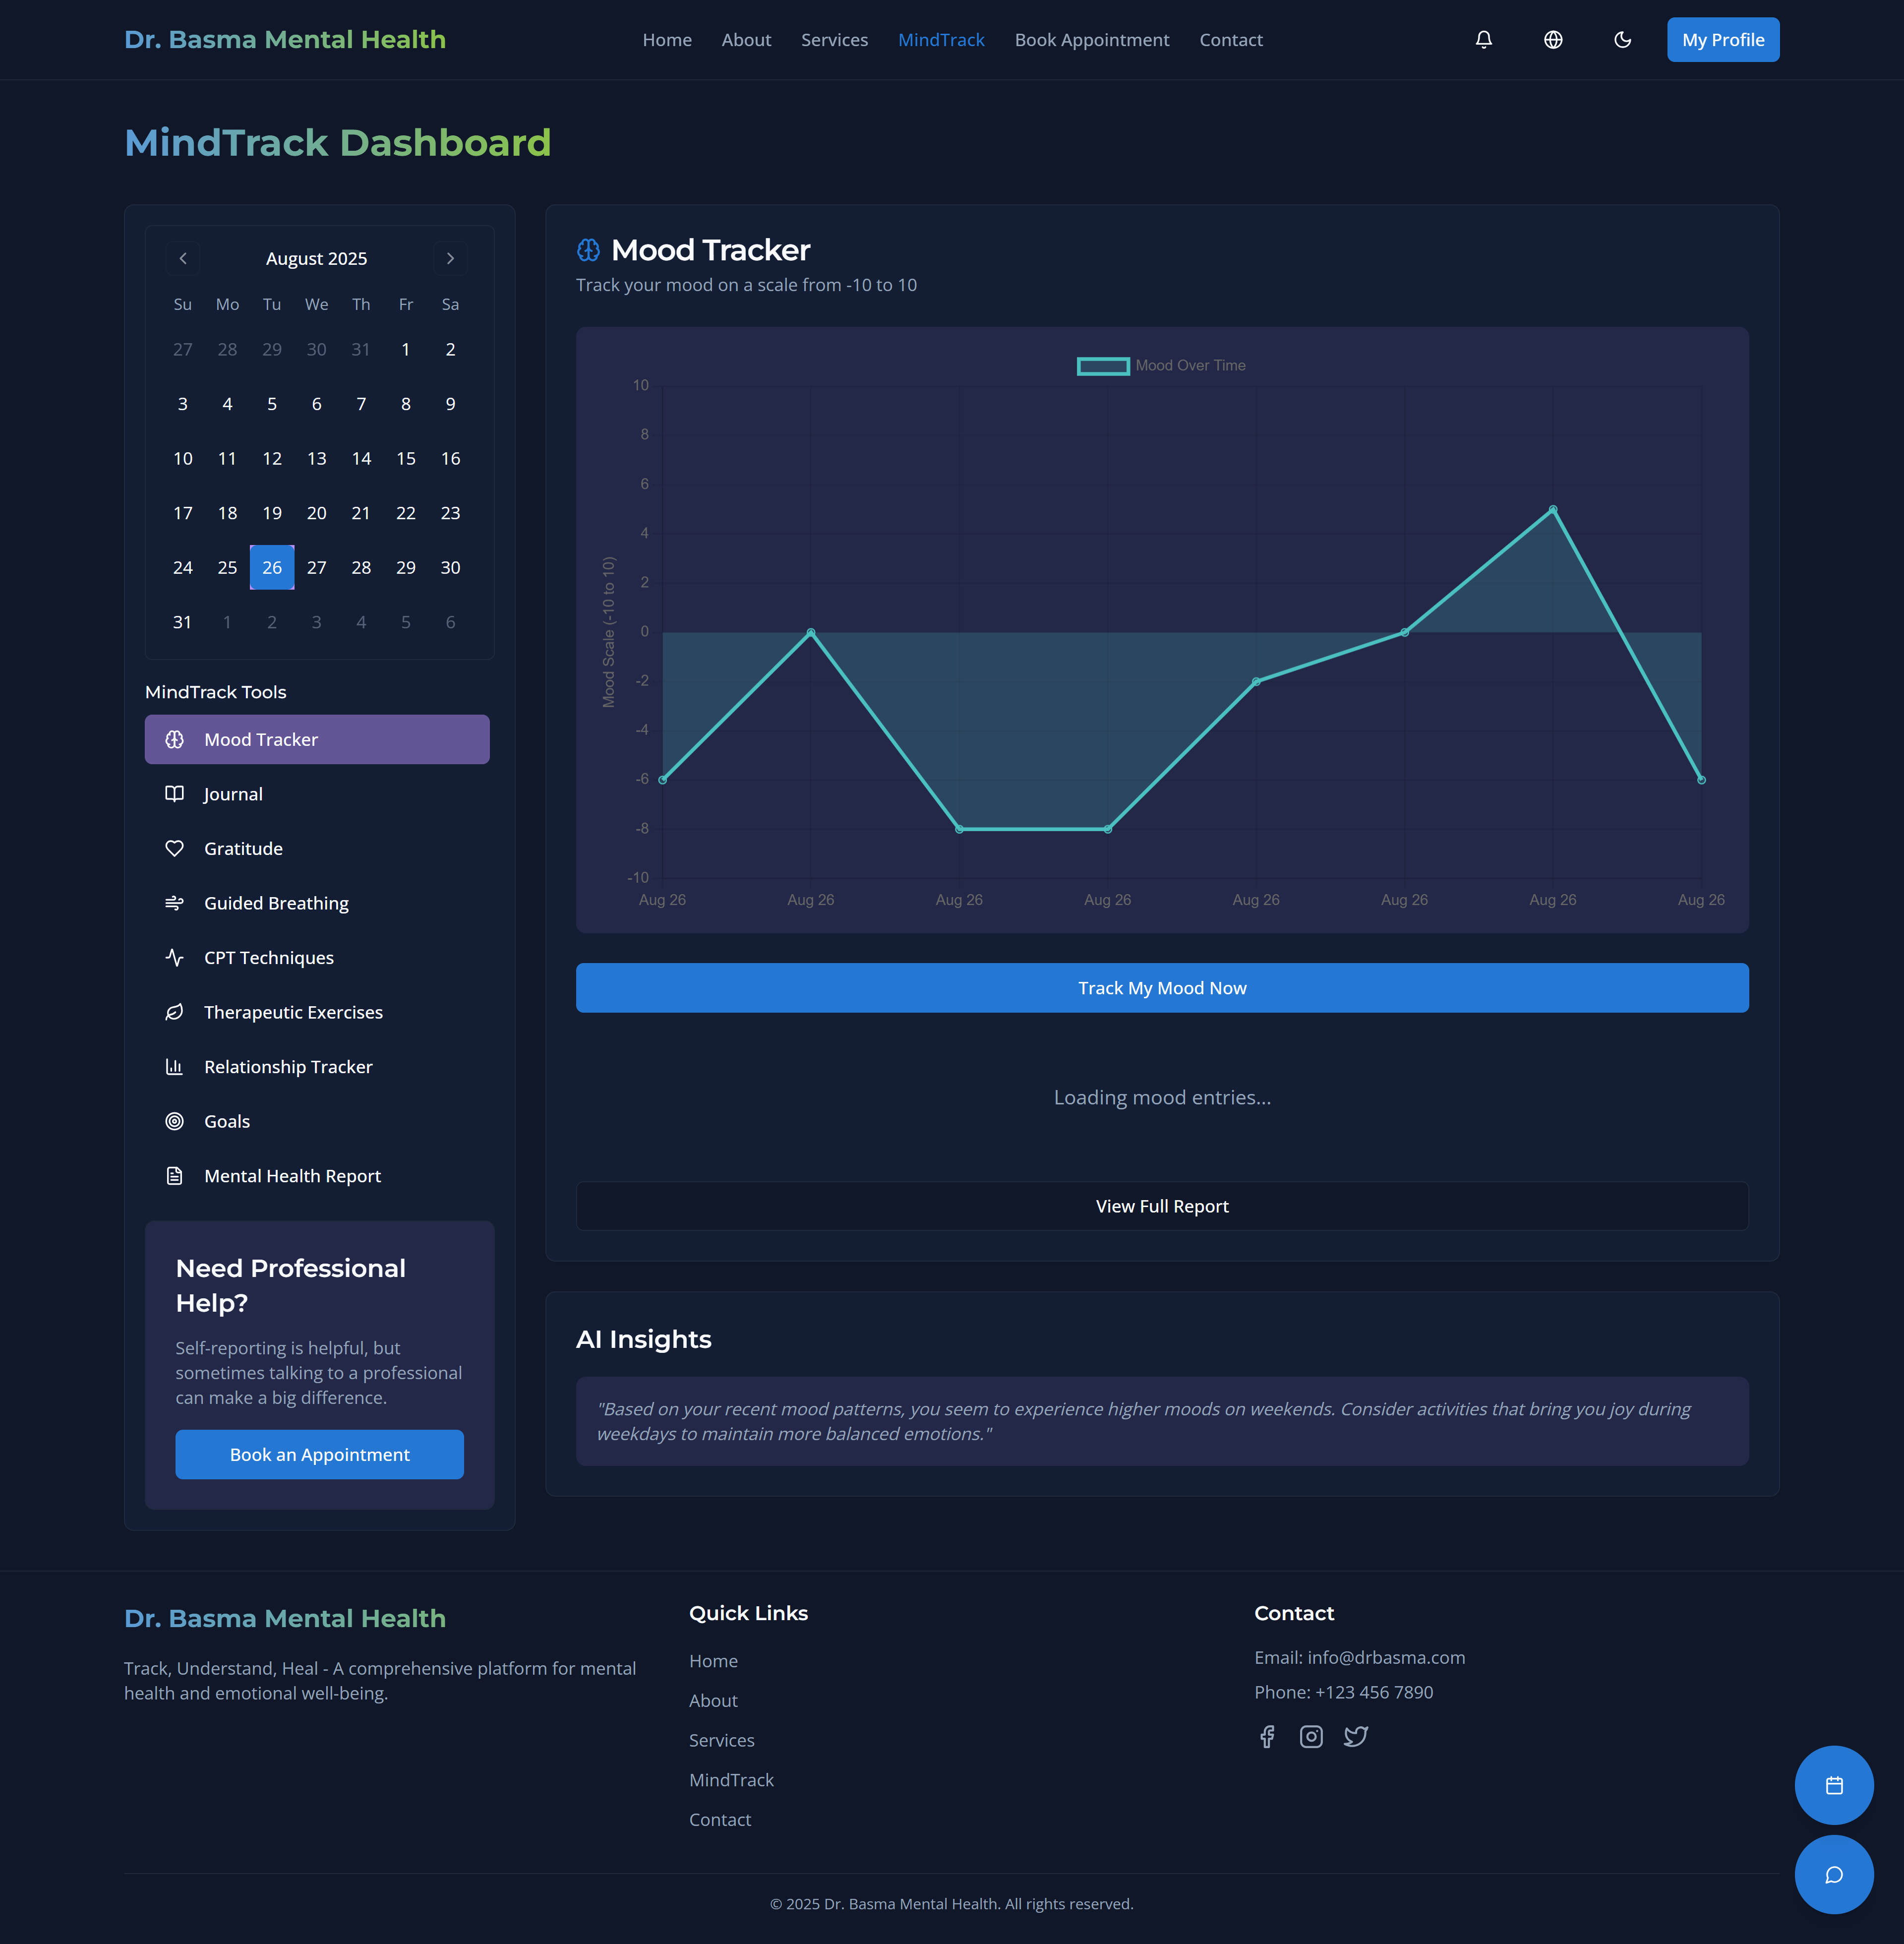 Dr. Basma Mental Health
Home
About
Services
MindTrack
Book Appointment
Contact
My Profile
MindTrack Dashboard
August 2025
Su Mo Tu We Th Fr Sa
27 28 29 30 31 1 2
3 4 5 6 7 8 9
10 11 12 13 14 15 16
17 18 19 20 21 22 23
24 25 26 27 28 29 30
31 1 2 3 4 5 6
MindTrack Tools
Mood Tracker
Journal
Gratitude
Guided Breathing
CPT Techniques
Therapeutic Exercises
Relationship Tracker
Goals
Mental Health Report
Need Professional
Help?
Self-reporting is helpful, but
sometimes talking to a professional
can make a big difference.
Book an Appointment
Mood Tracker
Track your mood on a scale from -10 to 10
Mood Over Time
Mood Scale (-10 to 10)
10
8
6
4
2
0
-2
-4
-6
-8
-10
Aug 26 Aug 26 Aug 26 Aug 26 Aug 26 Aug 26 Aug 26 Aug 26
Track My Mood Now
Loading mood entries...
View Full Report
AI Insights
"Based on your recent mood patterns, you seem to experience higher moods on weekends. Consider activities that bring you joy during
weekdays to maintain more balanced emotions."
Dr. Basma Mental Health
Track, Understand, Heal - A comprehensive platform for mental
health and emotional well-being.
Quick Links
Home
About
Services
MindTrack
Contact
Contact
Email: info@drbasma.com
Phone: +123 456 7890
© 2025 Dr. Basma Mental Health. All rights reserved.